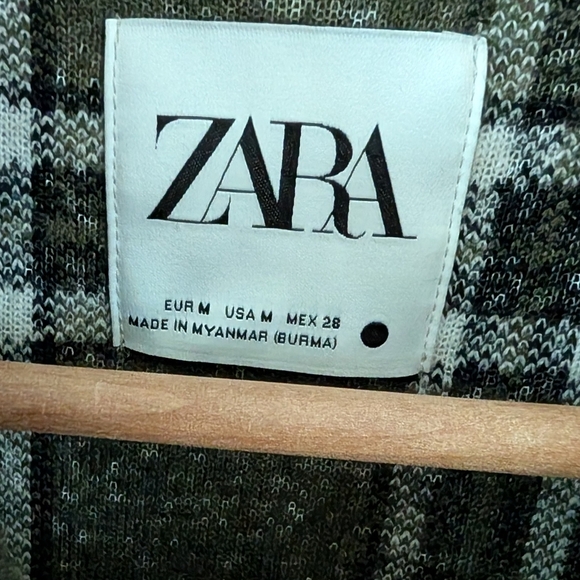 ZARA
EUR M USA M MEX 28
MADE IN MYANMAR (BURMA)